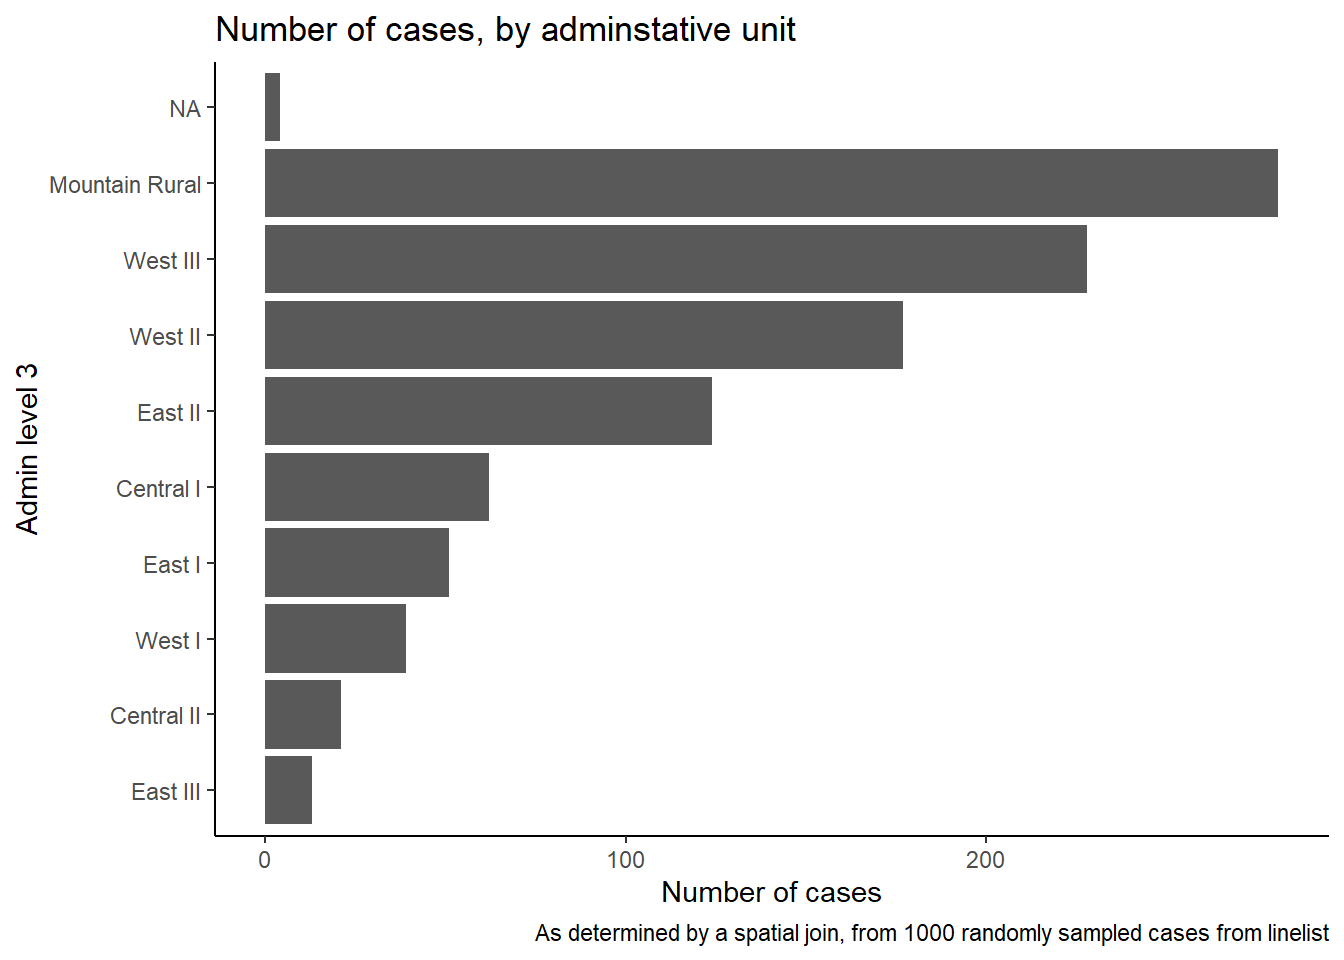 Number of cases, by adminstative unit
NA
Mountain Rural
West III
West II
East II
Central I
East I
West I
Central II
East III
Admin level 3
0 100 200
Number of cases
As determined by a spatial join, from 1000 randomly sampled cases from linelist